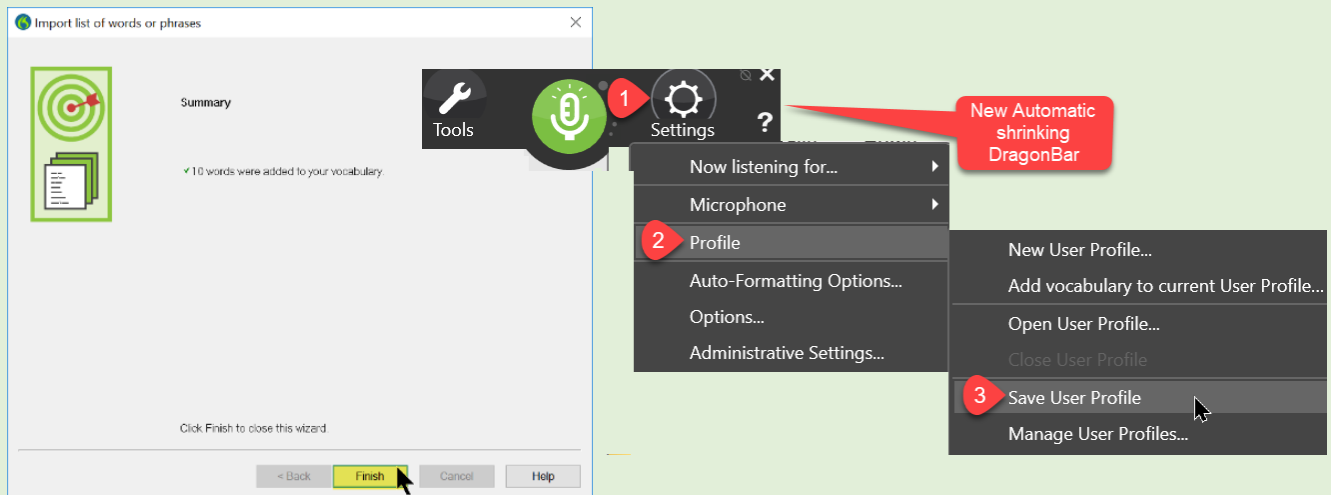 Import list of words or phrases
Summary
✓10 words were added to your vocabulary.
Click Finish to close this wizard.
< Back
Finish
Cancel
Help
Tools
1
Settings
?
New Automatic
shrinking
DragonBar
Now listening for...
Microphone
2
Profile
Auto-Formatting Options...
Options...
Administrative Settings...
New User Profile...
Add vocabulary to current User Profile...
Open User Profile...
Close User Profile
3
Save User Profile
Manage User Profiles...